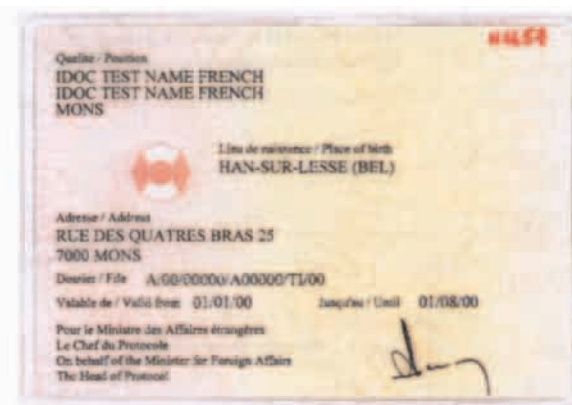 Qualité - Position
IDOC TEST NAME FRENCH
IDOC TEST NAME FRENCH
MONS
Lieu de naissance / Place of birth
HAN-SUR-LESSE (BEL)
Adresse / Address
RUE DES QUATRES BRAS 25
7000 MONS
Dossier / File A/00/00000/A00000/TI/00
Valable de / Valid from 01/01/00 Jusqu'au / Until 01/08/00
Pour le Ministre des Affaires étrangères
Le Chef du Protocole
On behalf of the Minister for Foreign Affairs
The Head of Protocol